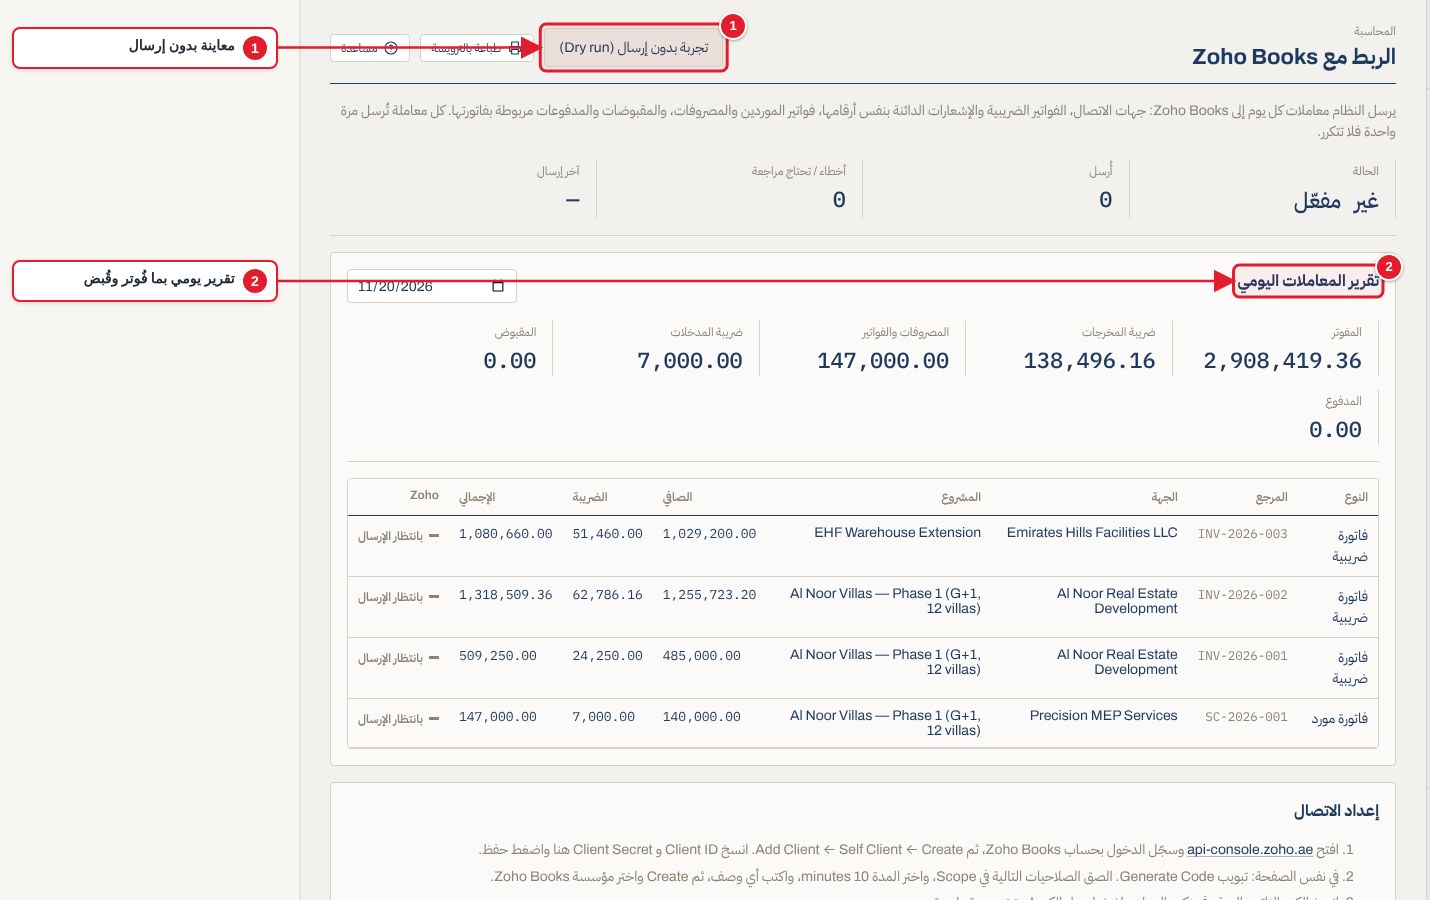 المحاسبة
الربط مع Zoho Books
1
تجربة بدون إرسال (Dry run)
طباعة بالترويسة
مساعدة
1 معاينة بدون إرسال
يرسل النظام معاملات كل يوم إلى Zoho Books: جهات الاتصال، الفواتير الضريبية والإشعارات الدائنة بنفس أرقامها، فواتير الموردين والمصروفات، والمقبوضات والمدفوعات مربوطة بفاتورتها. كل معاملة تُرسل مرة
واحدة فلا تتكرر.
الحالة
غير مفعّل
أُرسل
0
أخطاء / تحتاج مراجعة
0
آخر إرسال
—
2
تقرير المعاملات اليومي
11/20/2026
2 تقرير يومي بما فُوتر وقُبض
المفوتر
2,908,419.36
ضريبة المخرجات
138,496.16
المصروفات والفواتير
147,000.00
ضريبة المدخلات
7,000.00
المقبوض
0.00
المدفوع
0.00
النوع المرجع الجهة المشروع الصافي الضريبة الإجمالي Zoho
فاتورة ضريبية INV-2026-003 Emirates Hills Facilities LLC EHF Warehouse Extension 1,029,200.00 51,460.00 1,080,660.00 — بانتظار الإرسال
فاتورة ضريبية INV-2026-002 Al Noor Real Estate Development Al Noor Villas — Phase 1 (G+1, 12 villas) 1,255,723.20 62,786.16 1,318,509.36 — بانتظار الإرسال
فاتورة ضريبية INV-2026-001 Al Noor Real Estate Development Al Noor Villas — Phase 1 (G+1, 12 villas) 485,000.00 24,250.00 509,250.00 — بانتظار الإرسال
فاتورة مورد SC-2026-001 Precision MEP Services Al Noor Villas — Phase 1 (G+1, 12 villas) 140,000.00 7,000.00 147,000.00 — بانتظار الإرسال
إعداد الاتصال
1. افتح api-console.zoho.ae وسجّل الدخول بحساب Zoho Books، ثم Add Client ← Self Client ← Create. انسخ Client ID و Client Secret هنا واضغط حفظ.
2. في نفس الصفحة: تبويب Generate Code. الصق الصلاحيات التالية في Scope، واختر المدة 10 minutes، واكتب أي وصف، ثم Create واختر مؤسسة Zoho Books.